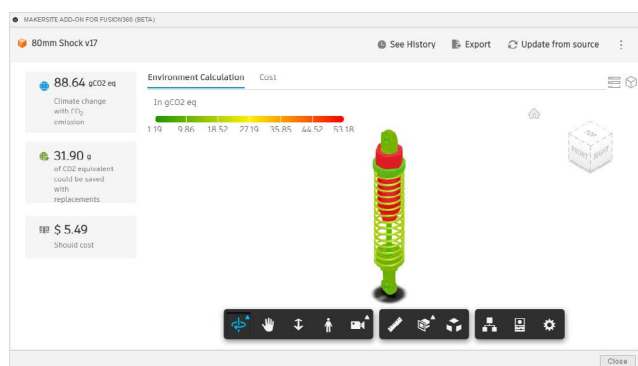 MAKERSITE ADD-ON FOR FUSION360 (BETA)
80mm Shock v17
See History
Export
Update from source
88.64 gCO2 eq
Climate change
with CO₂
emission
31.90 g
of CO2 equivalent
could be saved
with
replacements
$ 5.49
Should cost
Environment Calculation
Cost
In gCO2 eq
1.19 9.86 18.52 27.19 35.85 44.52 53.18
TOP
FRONT
RIGHT
Close